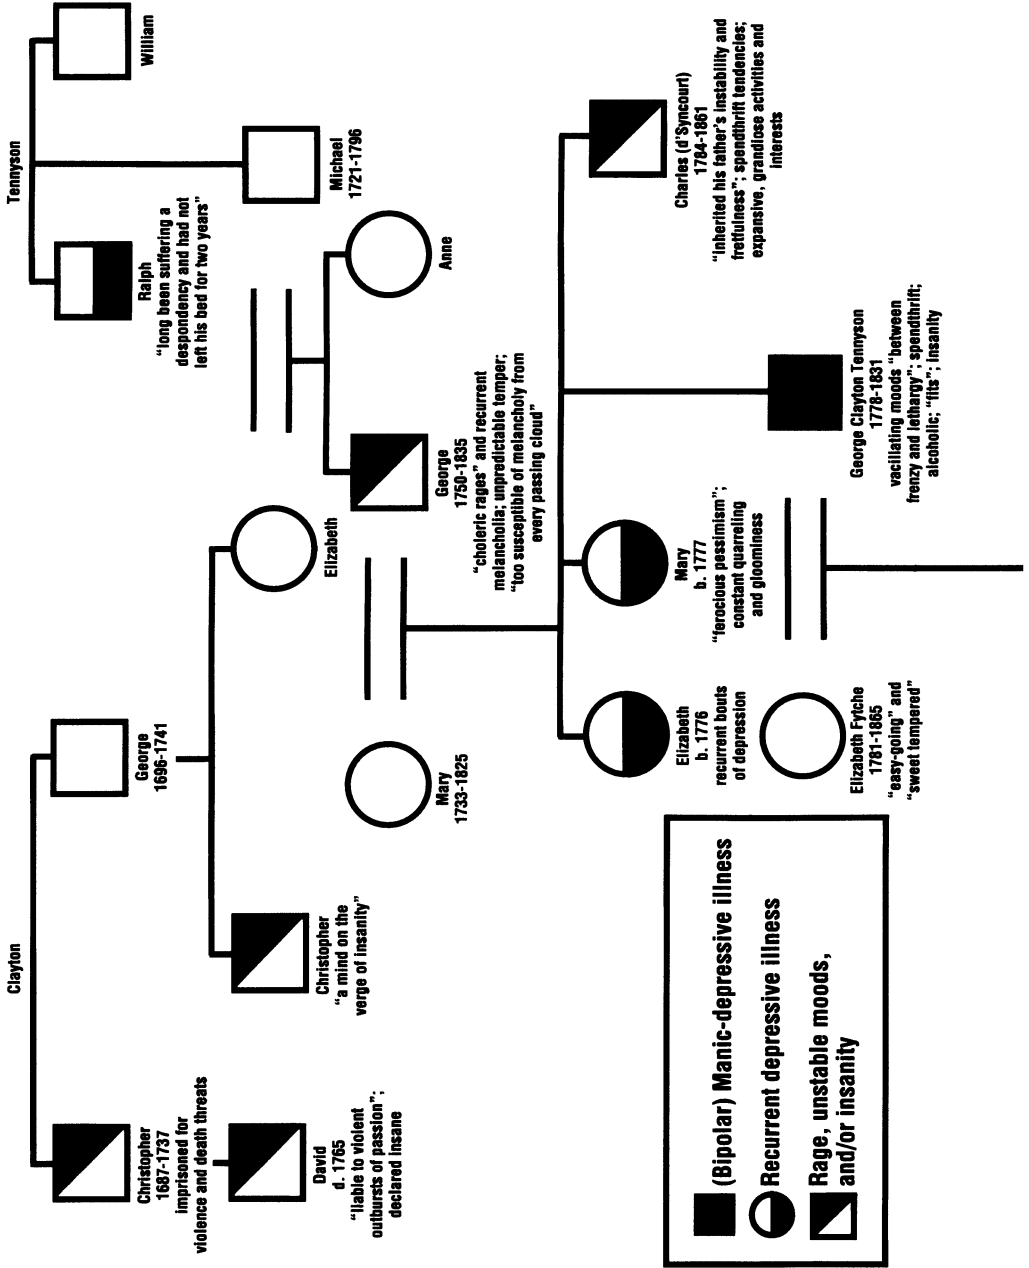 Clayton
Tennyson
Christopher
1687-1737
imprisoned for
violence and death threats
George
1696-1741
Ralph
"long been suffering a
despondency and had not
left his bed for two years"
William
David
d. 1765
"liable to violent
outbursts of passion";
declared insane
Christopher
"a mind on the
verge of insanity"
Elizabeth
Michael
1721-1796
Mary
1733-1825
George
1750-1835
"choleric rages" and recurrent
melancholia; unpredictable temper;
"too susceptible of melancholy from
every passing cloud"
Anne
Elizabeth
b. 1776
recurrent bouts
of depression
Mary
b. 1777
"ferocious pessimism";
constant quarreling
and gloominess
Charles (d'Syncourt)
1784-1861
"Inherited his father's instability and
fretfulness"; spendthrift tendencies;
expansive, grandiose activities and
interests
Elizabeth Fytche
1781-1865
"easy-going" and
"sweet tempered"
George Clayton Tennyson
1778-1831
vacillating moods "between
frenzy and lethargy"; spendthrift;
alcoholic; "fits"; insanity
(Bipolar) Manic-depressive illness
Recurrent depressive illness
Rage, unstable moods,
and/or insanity